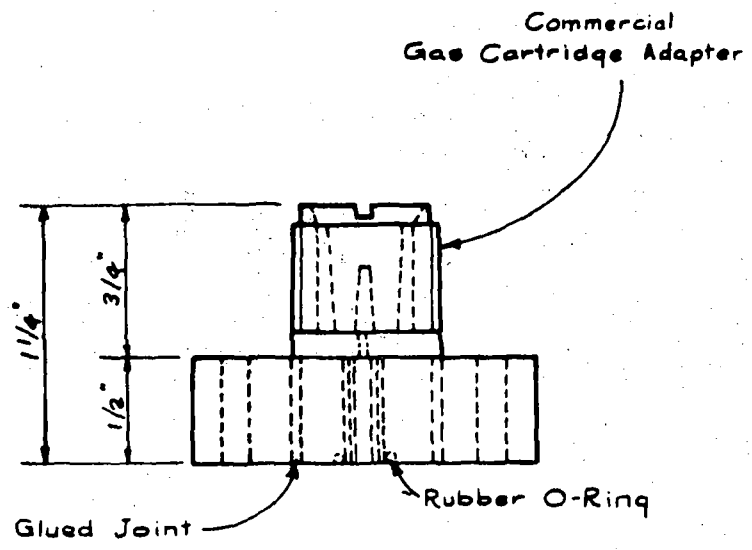 Commercial
Gas Cartridge Adapter
3/4"
1 1/4"
1/2"
Rubber O-Ring
Glued Joint